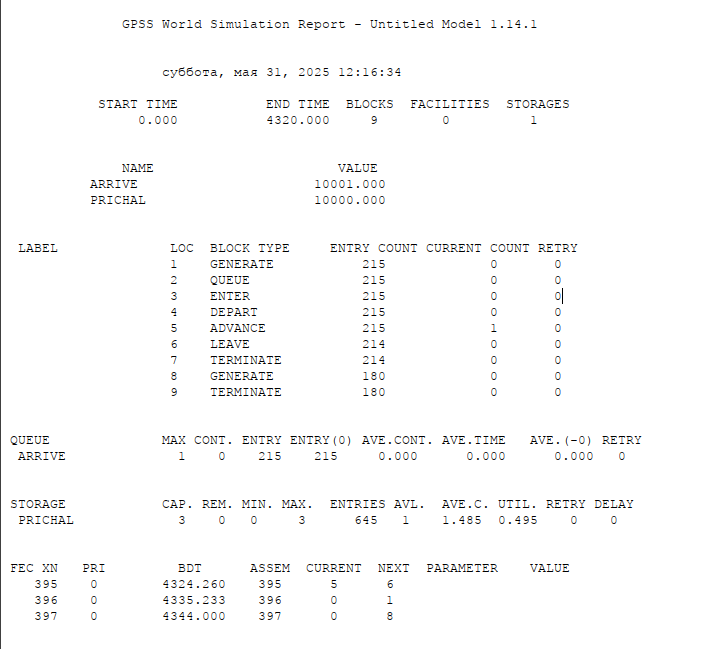 GPSS World Simulation Report - Untitled Model 1.14.1
суббота, мая 31, 2025 12:16:34
START TIME END TIME BLOCKS FACILITIES STORAGES
0.000 4320.000 9 0 1
NAME VALUE
ARRIVE 10001.000
PRICHAL 10000.000
LABEL LOC BLOCK TYPE ENTRY COUNT CURRENT COUNT RETRY
1 GENERATE 215 0 0
2 QUEUE 215 0 0
3 ENTER 215 0 0
4 DEPART 215 0 0
5 ADVANCE 215 1 0
6 LEAVE 214 0 0
7 TERMINATE 214 0 0
8 GENERATE 180 0 0
9 TERMINATE 180 0 0
QUEUE MAX CONT. ENTRY ENTRY(0) AVE.CONT. AVE.TIME AVE.(-0) RETRY
ARRIVE 1 0 215 215 0.000 0.000 0.000 0
STORAGE CAP. REM. MIN. MAX. ENTRIES AVL. AVE.C. UTIL. RETRY DELAY
PRICHAL 3 0 0 3 645 1 1.485 0.495 0 0
FEC XN PRI BDT ASSEM CURRENT NEXT PARAMETER VALUE
395 0 4324.260 395 5 6
396 0 4335.233 396 0 1
397 0 4344.000 397 0 8